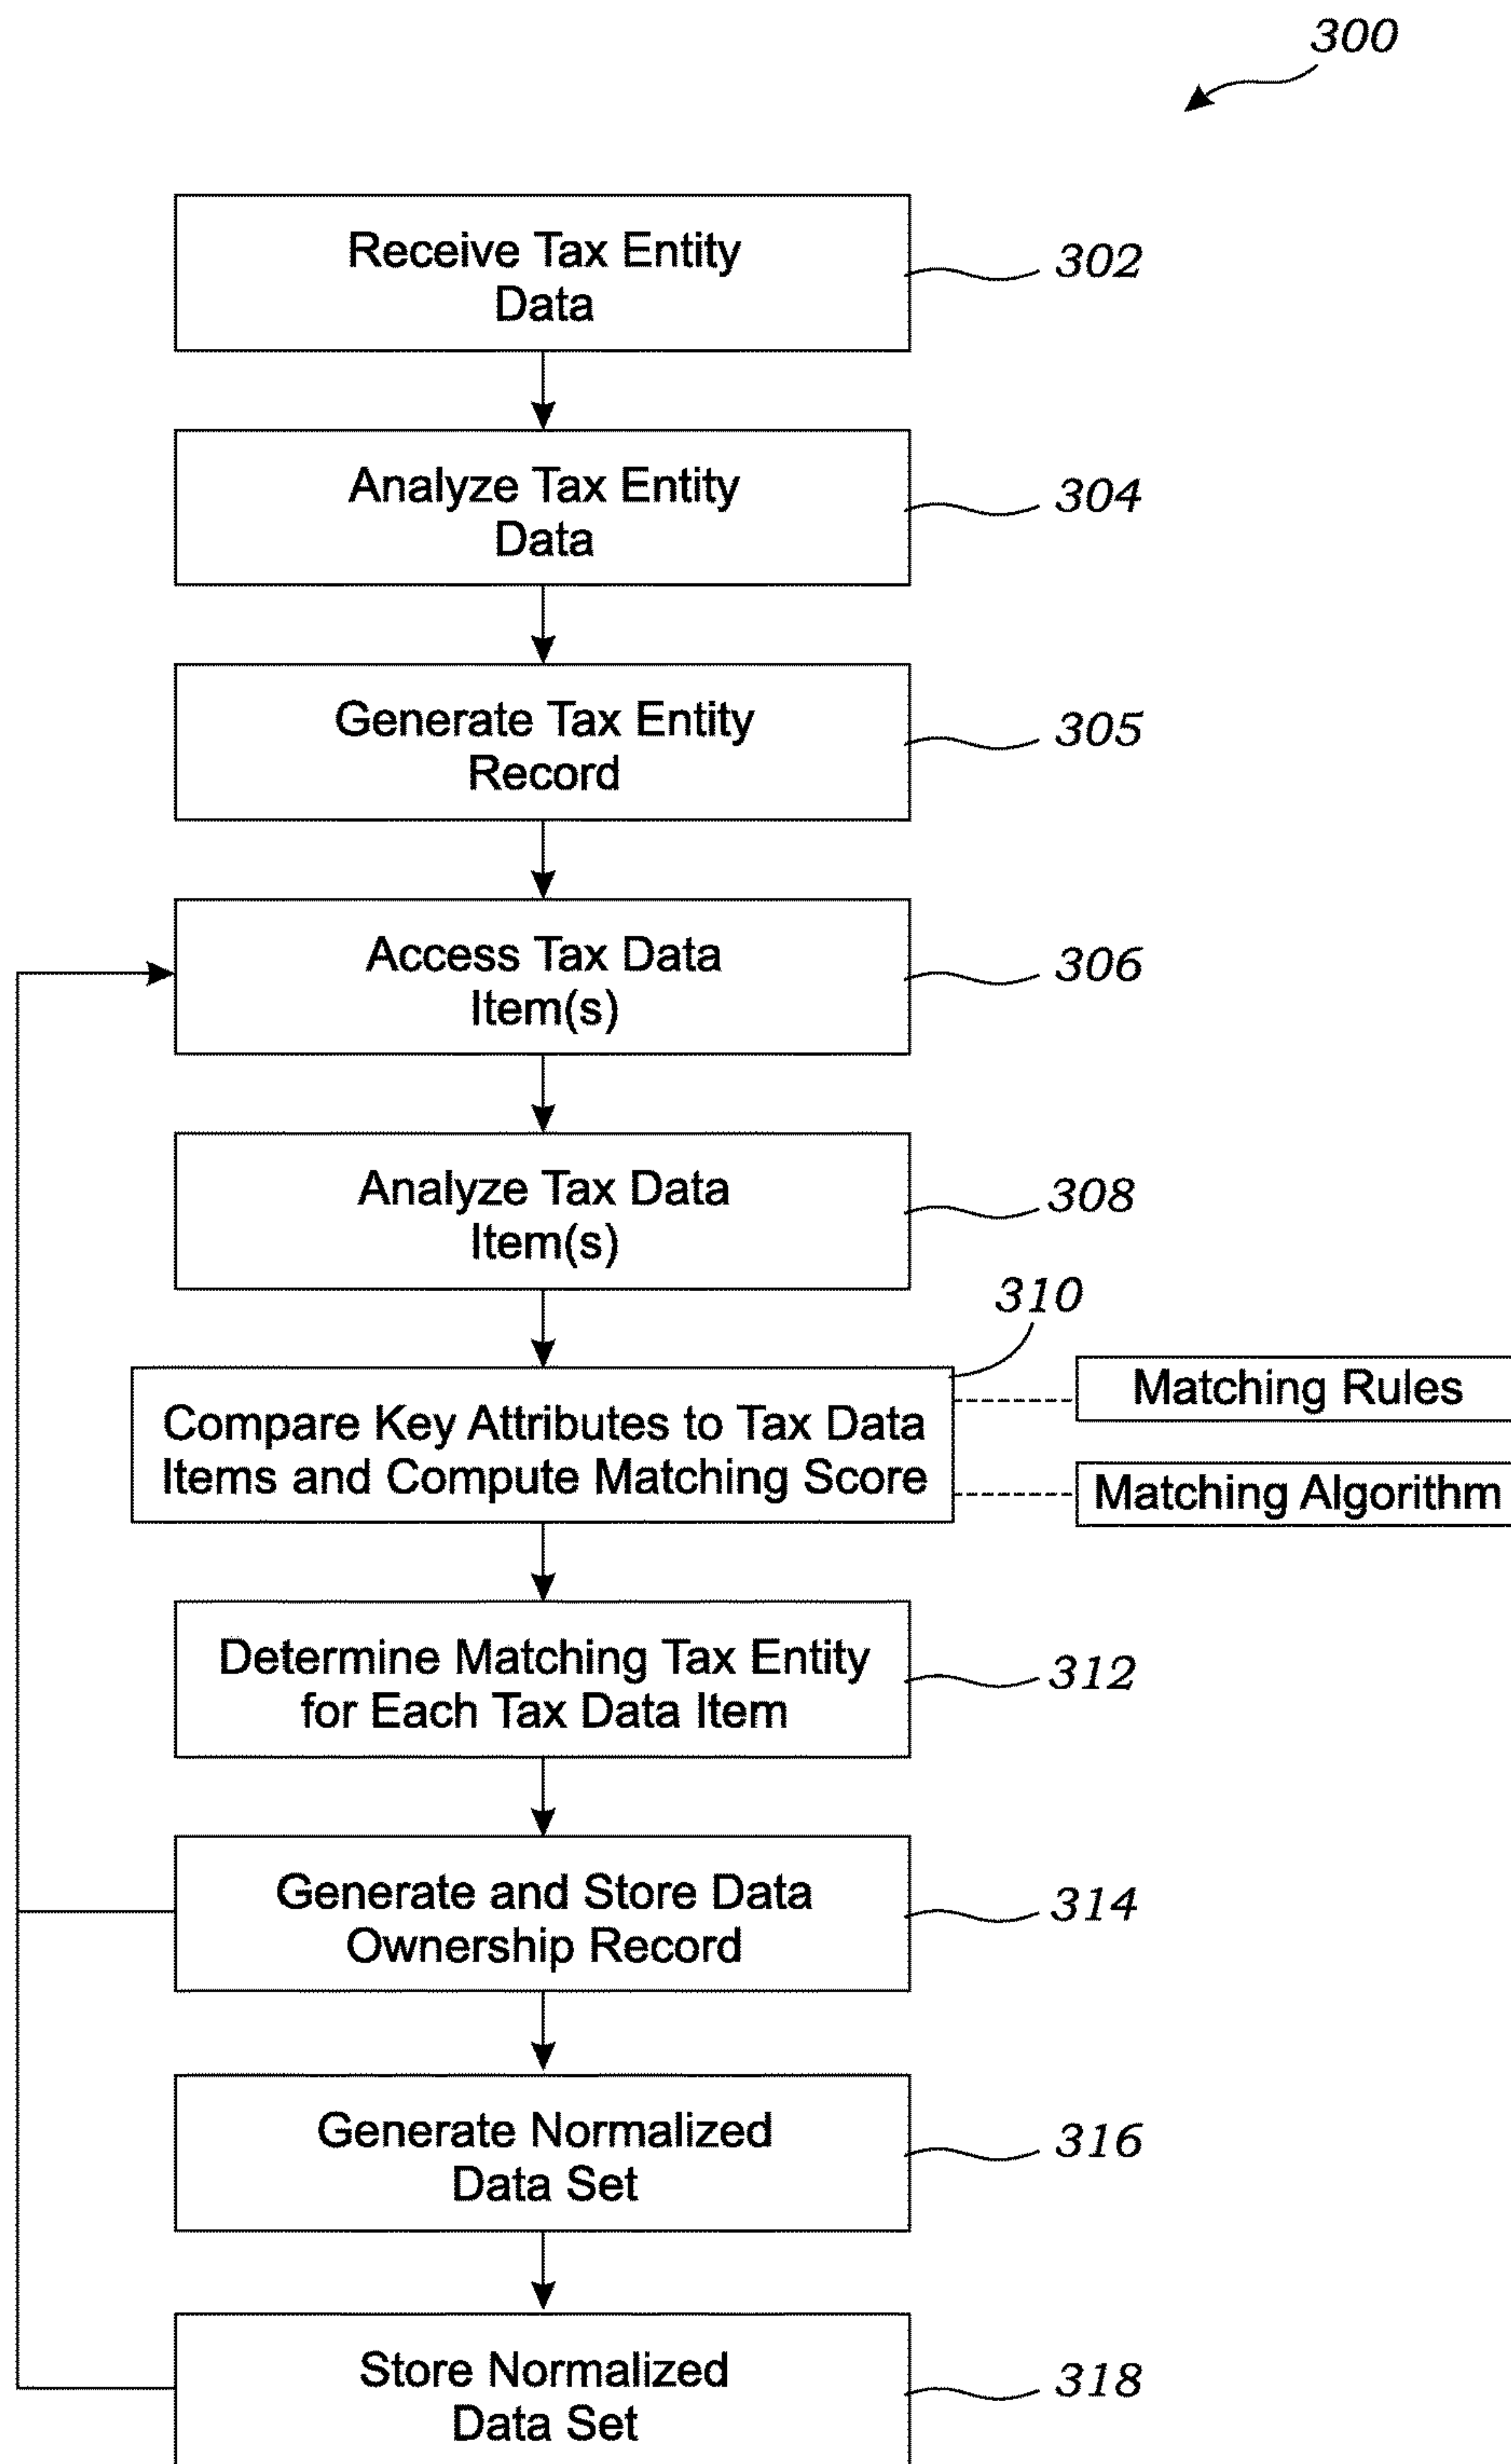 300
Receive Tax Entity
Data
302
Analyze Tax Entity
Data
304
Generate Tax Entity
Record
305
Access Tax Data
Item(s)
306
Analyze Tax Data
Item(s)
308
310
Compare Key Attributes to Tax Data
Items and Compute Matching Score
Matching Rules
Matching Algorithm
Determine Matching Tax Entity
for Each Tax Data Item
312
Generate and Store Data
Ownership Record
314
Generate Normalized
Data Set
316
Store Normalized
Data Set
318